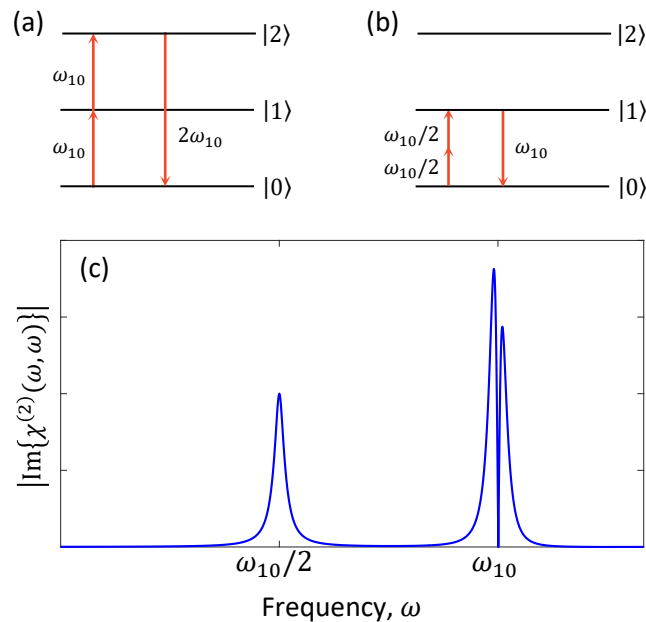 (a)
|2⟩
ω₁₀
|1⟩
ω₁₀
2ω₁₀
|0⟩
(b)
|2⟩
|1⟩
ω₁₀/2
ω₁₀/2
ω₁₀
|0⟩
(c)
|Im{χ⁽²⁾(ω, ω)}|
ω₁₀/2
ω₁₀
Frequency, ω